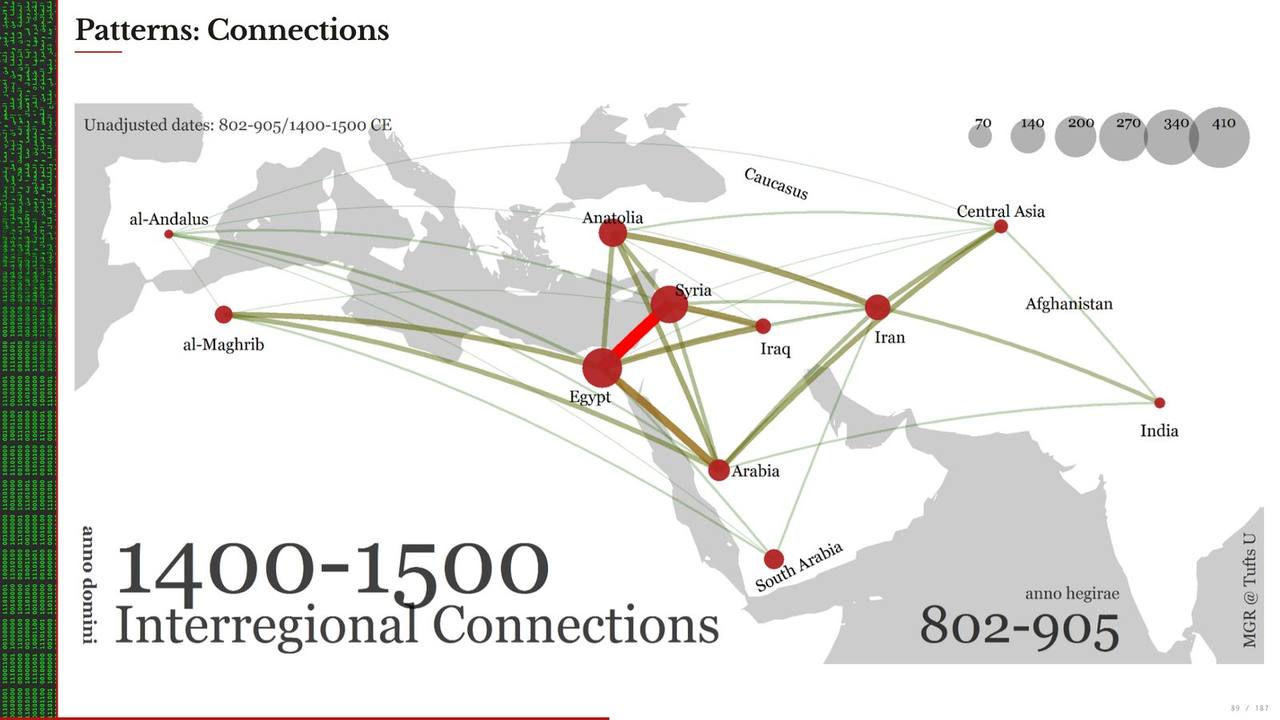 Patterns: Connections
Unadjusted dates: 802-905/1400-1500 CE
70 140 200 270 340 410
Caucasus
al-Andalus
Anatolia
Central Asia
Syria
Afghanistan
al-Maghrib
Iraq
Iran
Egypt
India
Arabia
South Arabia
anno domini
1400-1500
Interregional Connections
anno hegirae
802-905
MGR @ Tufts U
89 / 187